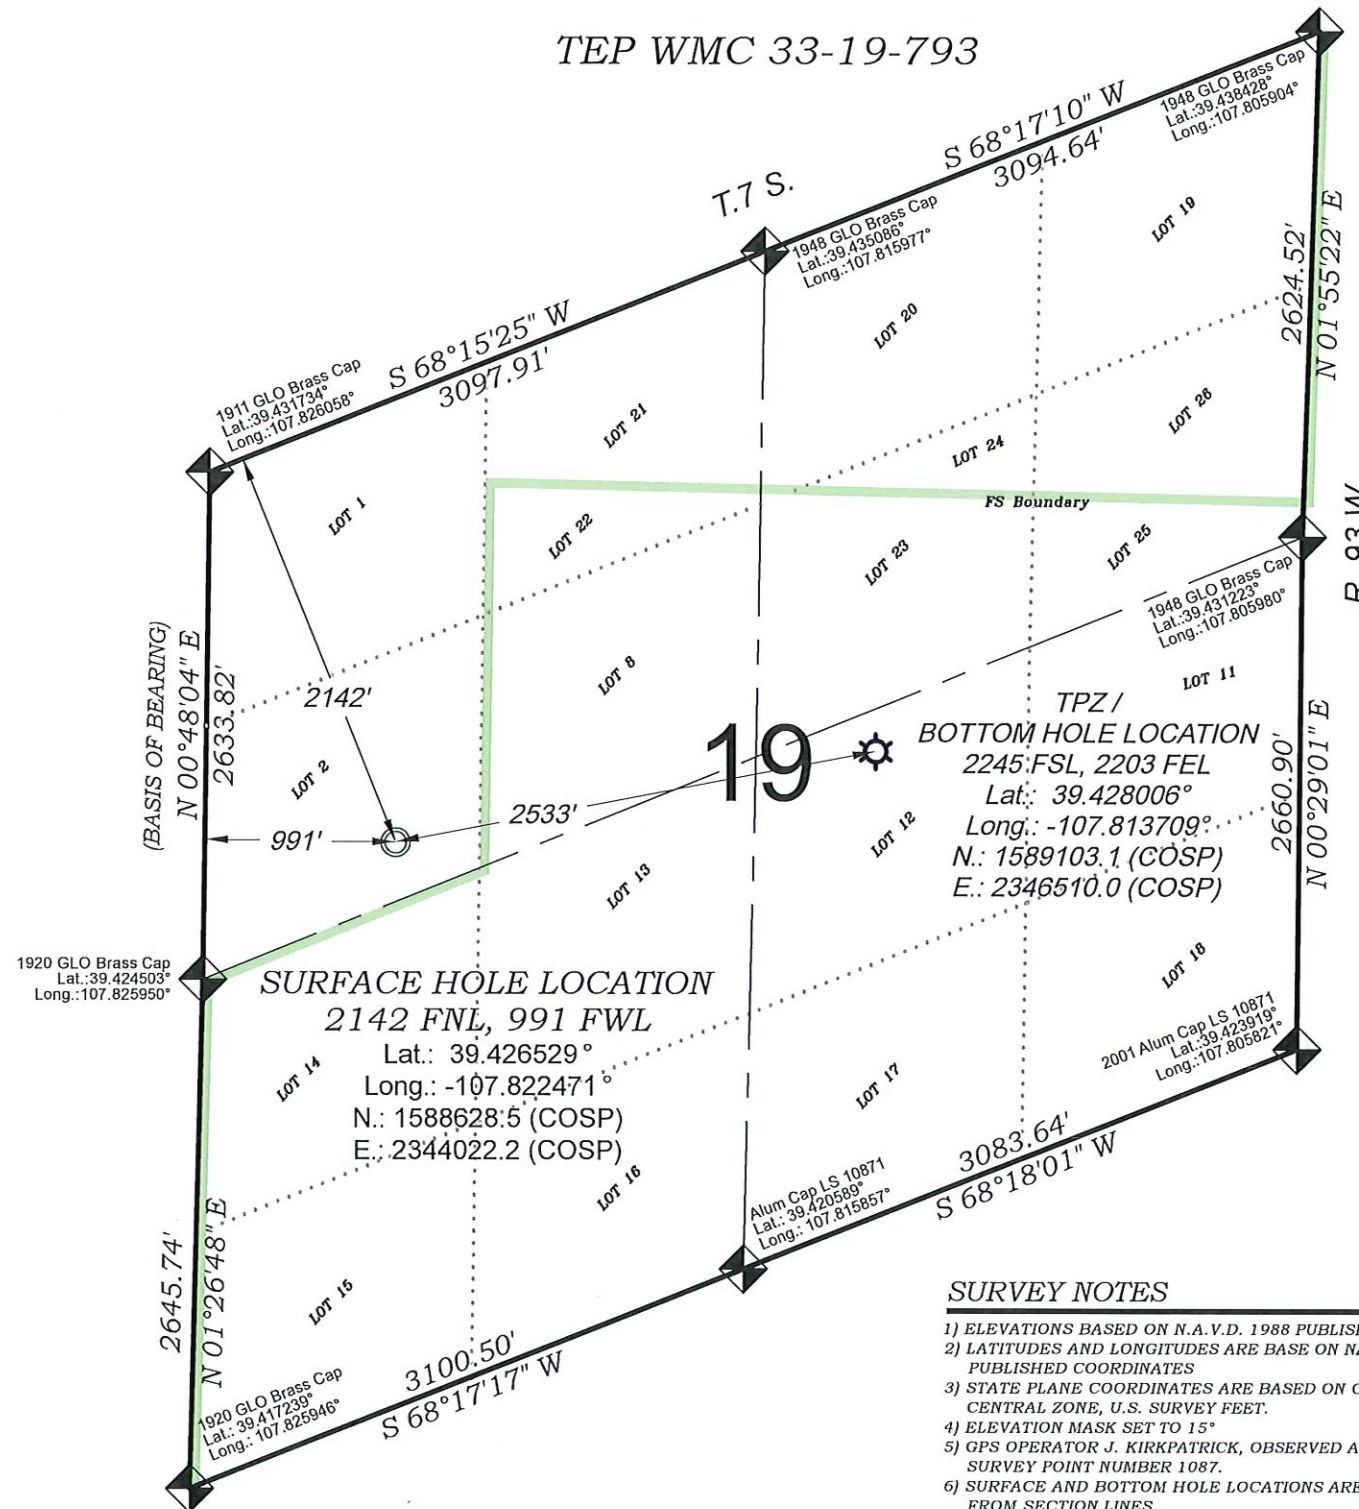 TEP WMC 33-19-793
1948 GLO Brass Cap
Lat.:39.438428°
Long.:107.805904°
S 68°17'10" W
3094.64'
T.7 S.
1948 GLO Brass Cap
Lat.:39.435086°
Long.:107.815977°
LOT 19
N 01°55'22" E
2624.52'
LOT 20
S 68°15'25" W
3097.91'
1911 GLO Brass Cap
Lat.:39.431734°
Long.:107.826058°
LOT 21
LOT 26
LOT 24
LOT 1
FS Boundary
LOT 22
LOT 23
LOT 25
R. 93 W.
1948 GLO Brass Cap
Lat.:39.431223°
Long.:107.805980°
(BASIS OF BEARING)
N 00°48'04" E
2633.82'
2142'
LOT 8
LOT 11
LOT 2
19
TPZ /
BOTTOM HOLE LOCATION
2245 FSL, 2203 FEL
Lat.: 39.428006°
Long.: -107.813709°
N.: 1589103.1 (COSP)
E.: 2346510.0 (COSP)
2660.90'
N 00°29'01" E
991'
2533'
LOT 12
LOT 13
1920 GLO Brass Cap
Lat.:39.424503°
Long.:107.825950°
SURFACE HOLE LOCATION
2142 FNL, 991 FWL
Lat.: 39.426529°
Long.: -107.822471°
N.: 1588628.5 (COSP)
E.: 2344022.2 (COSP)
LOT 18
2001 Alum Cap LS 10871
Lat.:39.423919°
Long.:107.805821°
LOT 14
LOT 17
3083.64'
S 68°18'01" W
LOT 16
Alum Cap LS 10871
Lat.: 39.420589°
Long.: 107.815857°
2645.74'
N 01°26'48" E
LOT 15
3100.50'
S 68°17'17" W
1920 GLO Brass Cap
Lat.: 39.417239°
Long.: 107.825946°
SURVEY NOTES
1) ELEVATIONS BASED ON N.A.V.D. 1988 PUBLIS
2) LATITUDES AND LONGITUDES ARE BASE ON NA
PUBLISHED COORDINATES
3) STATE PLANE COORDINATES ARE BASED ON
CENTRAL ZONE, U.S. SURVEY FEET.
4) ELEVATION MASK SET TO 15°
5) GPS OPERATOR J. KIRKPATRICK, OBSERVED A
SURVEY POINT NUMBER 1087.
6) SURFACE AND BOTTOM HOLE LOCATIONS ARE
FROM SECTION LINES